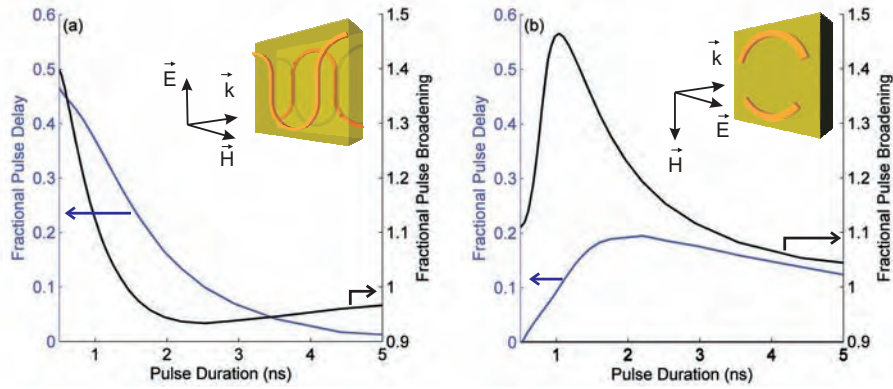 (a)
Fractional Pulse Delay
0.6
0.5
0.4
0.3
0.2
0.1
0
1
2
3
4
5
Pulse Duration (ns)
1.5
1.4
1.3
1.2
1.1
1
0.9
Fractional Pulse Broadening
E
k
H
(b)
Fractional Pulse Delay
0.6
0.5
0.4
0.3
0.2
0.1
0
1
2
3
4
5
Pulse Duration (ns)
1.5
1.4
1.3
1.2
1.1
1
0.9
Fractional Pulse Broadening
k
E
H